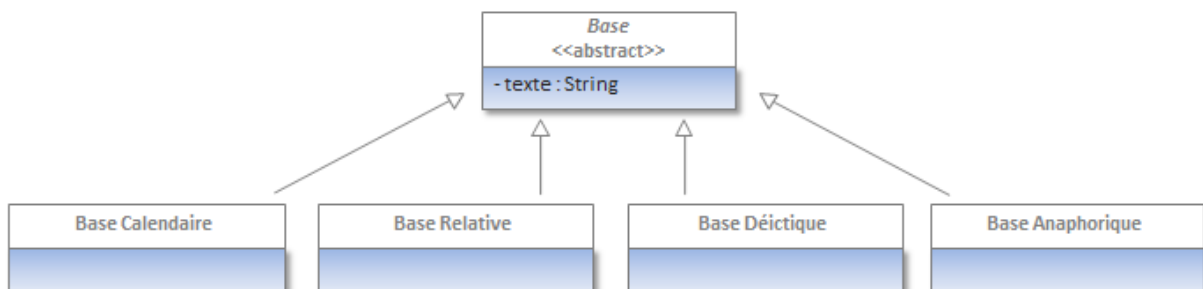 Base
<<abstract>>
- texte : String
Base Calendaire
Base Relative
Base Déictique
Base Anaphorique